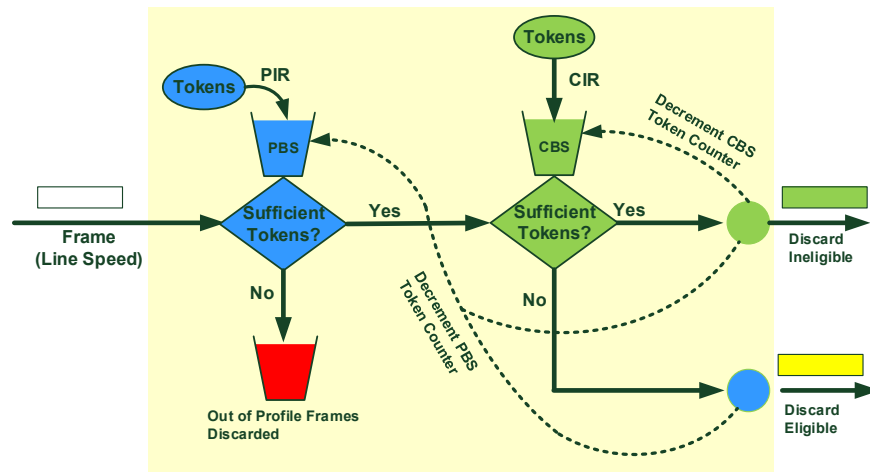 Tokens
PIR
Tokens
CIR
PBS
CBS
Decrement CBS
Token Counter
Frame
(Line Speed)
Sufficient
Tokens?
Yes
Sufficient
Tokens?
Yes
Discard
Ineligible
No
No
Decrement PBS
Token Counter
Out of Profile Frames
Discarded
Discard
Eligible